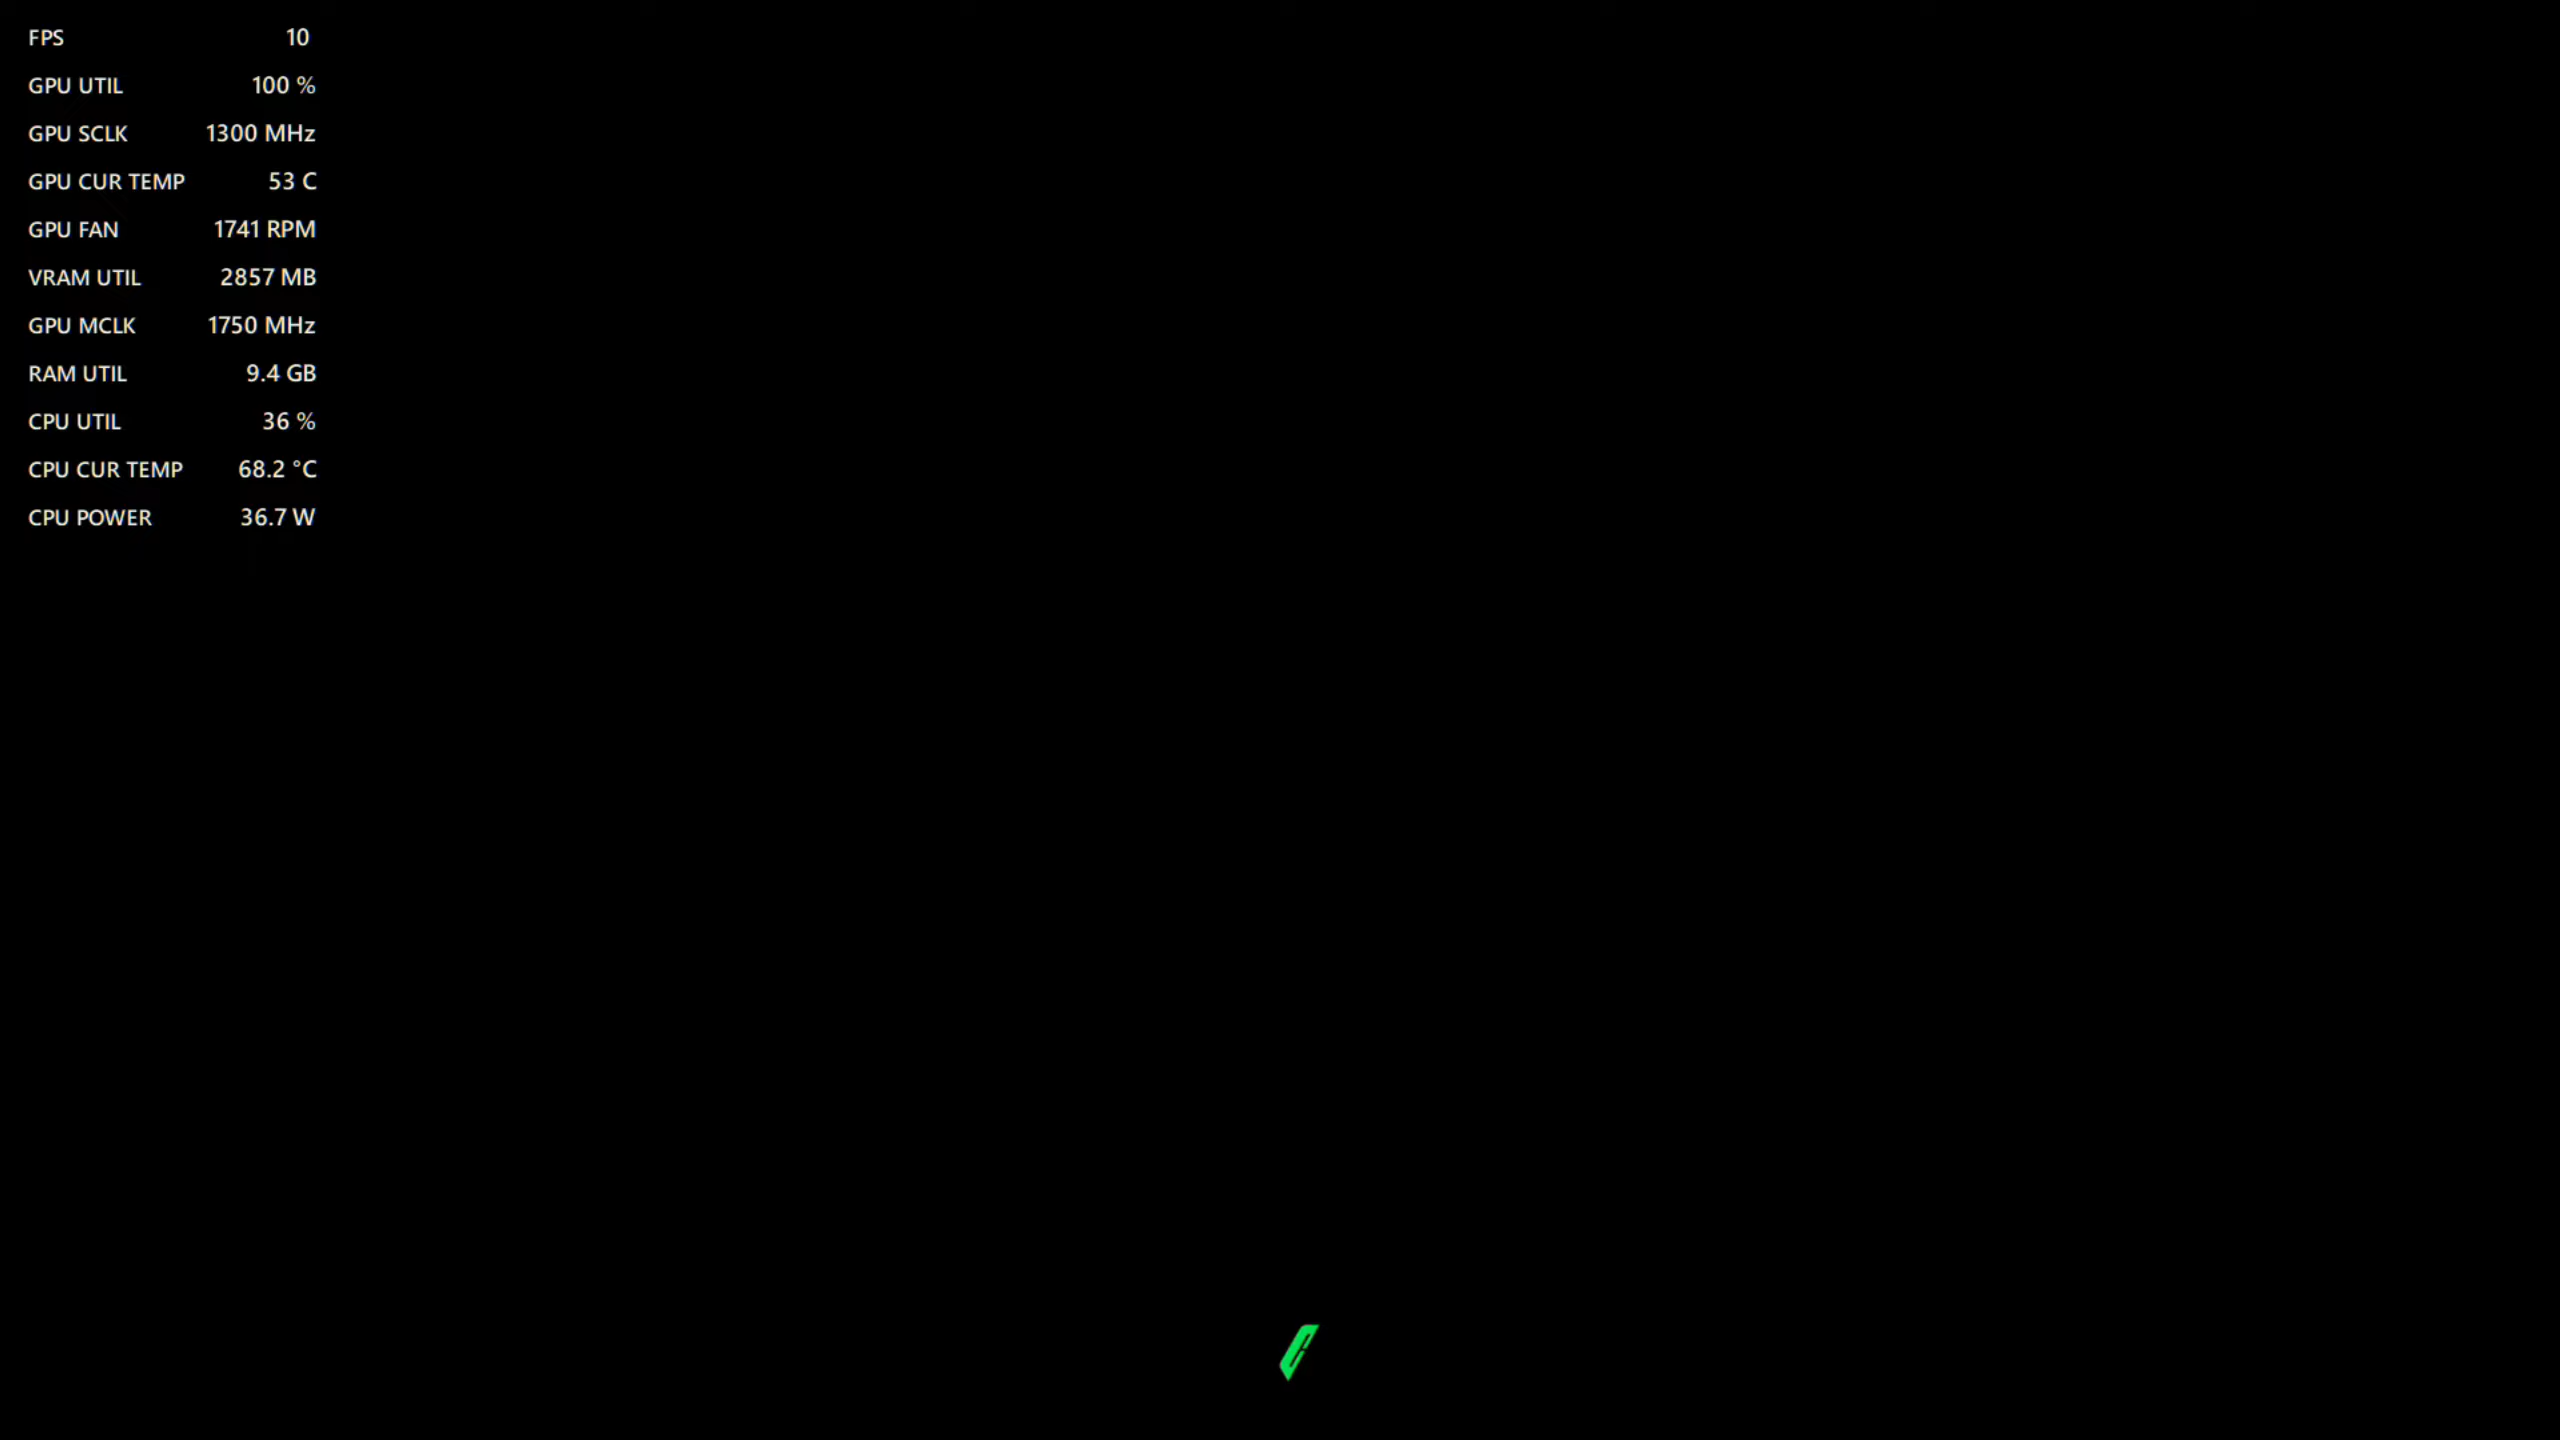 FPS 10
GPU UTIL 100 %
GPU SCLK 1300 MHz
GPU CUR TEMP 53 C
GPU FAN 1741 RPM
VRAM UTIL 2857 MB
GPU MCLK 1750 MHz
RAM UTIL 9.4 GB
CPU UTIL 36 %
CPU CUR TEMP 68.2 °C
CPU POWER 36.7 W